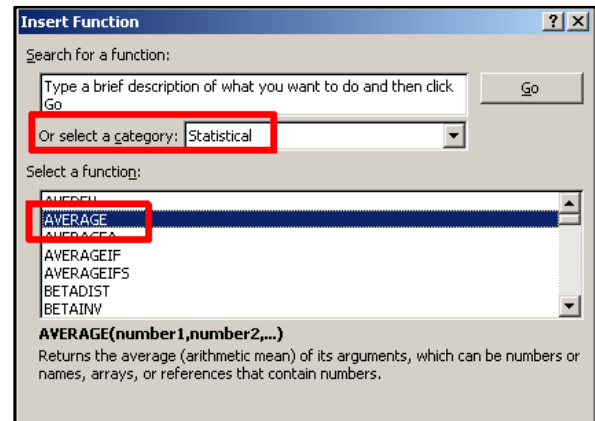 Insert Function
Search for a function:
Type a brief description of what you want to do and then click
Go
Go
Or select a category: Statistical
Select a function:
AVEDEV
AVERAGE
AVERAGEA
AVERAGEIF
AVERAGEIFS
BETADIST
BETAINV
AVERAGE(number1,number2,...)
Returns the average (arithmetic mean) of its arguments, which can be numbers or
names, arrays, or references that contain numbers.